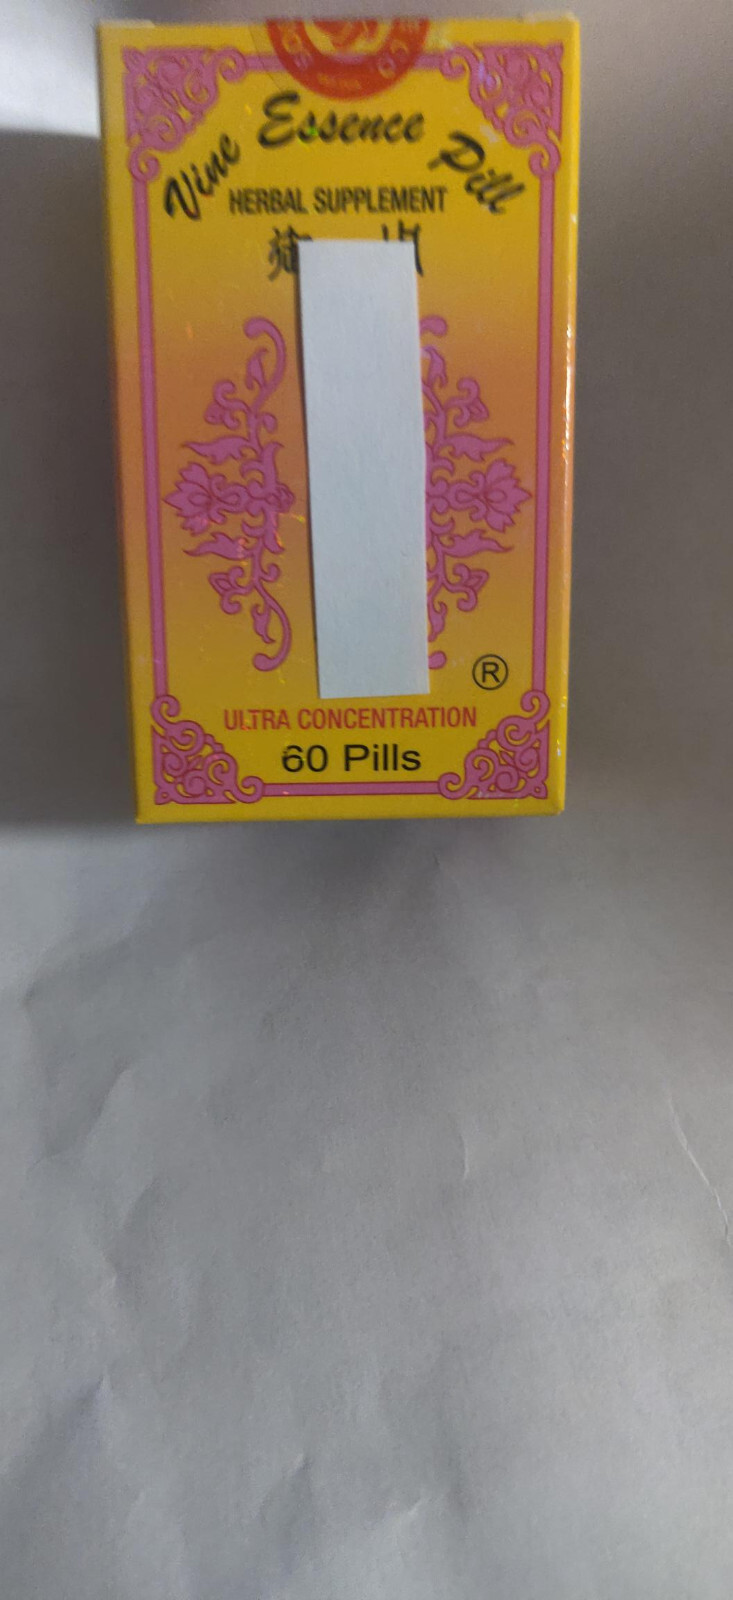 Vine Essence Pill
HERBAL SUPPLEMENT
®
ULTRA CONCENTRATION
60 Pills